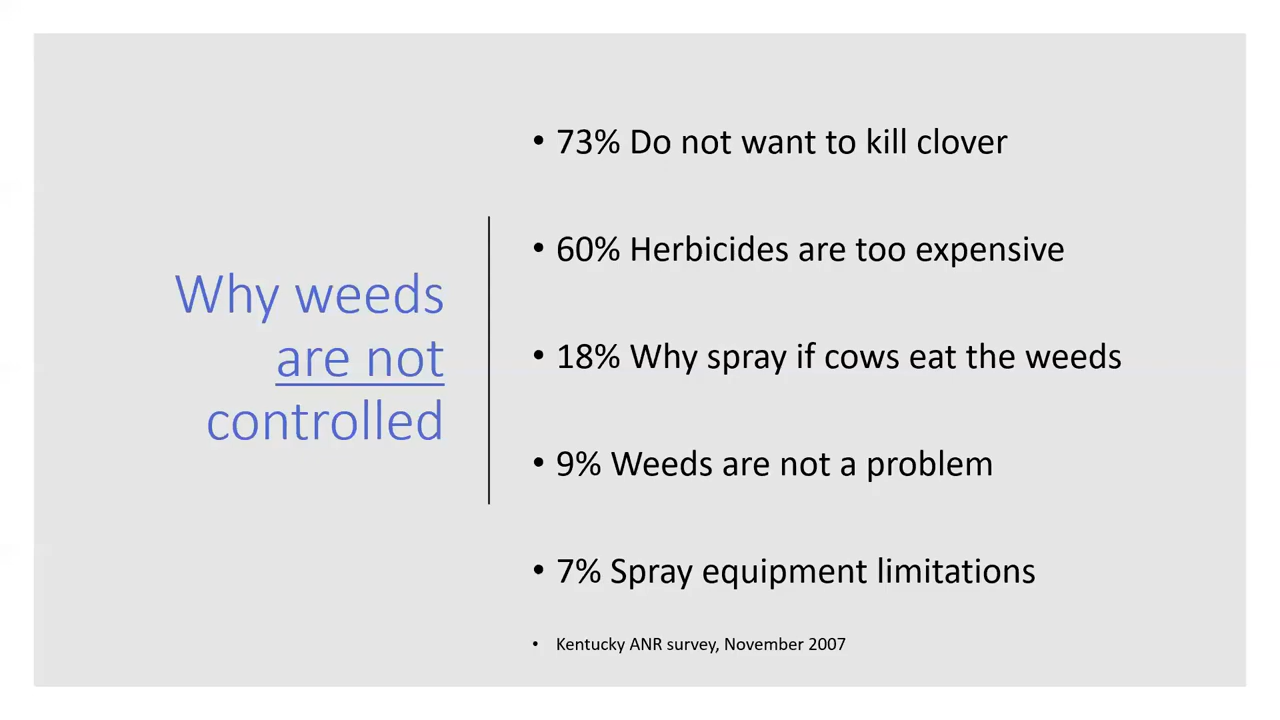 Why weeds
are not
controlled
• 73% Do not want to kill clover
• 60% Herbicides are too expensive
• 18% Why spray if cows eat the weeds
• 9% Weeds are not a problem
• 7% Spray equipment limitations
• Kentucky ANR survey, November 2007